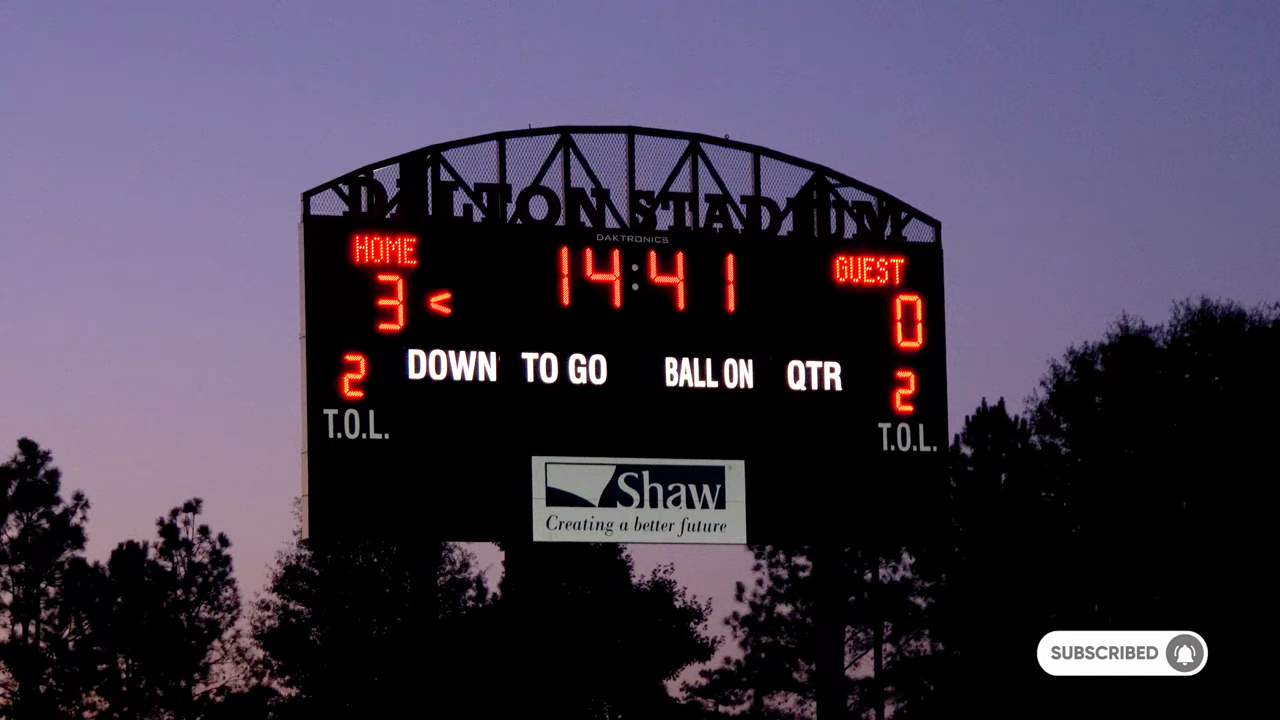 DALTON STADIUM
DAKTRONICS
HOME 14:41 GUEST
3 < 0
2 DOWN TO GO BALL ON QTR 2
T.O.L. T.O.L.
Shaw
Creating a better future
SUBSCRIBED